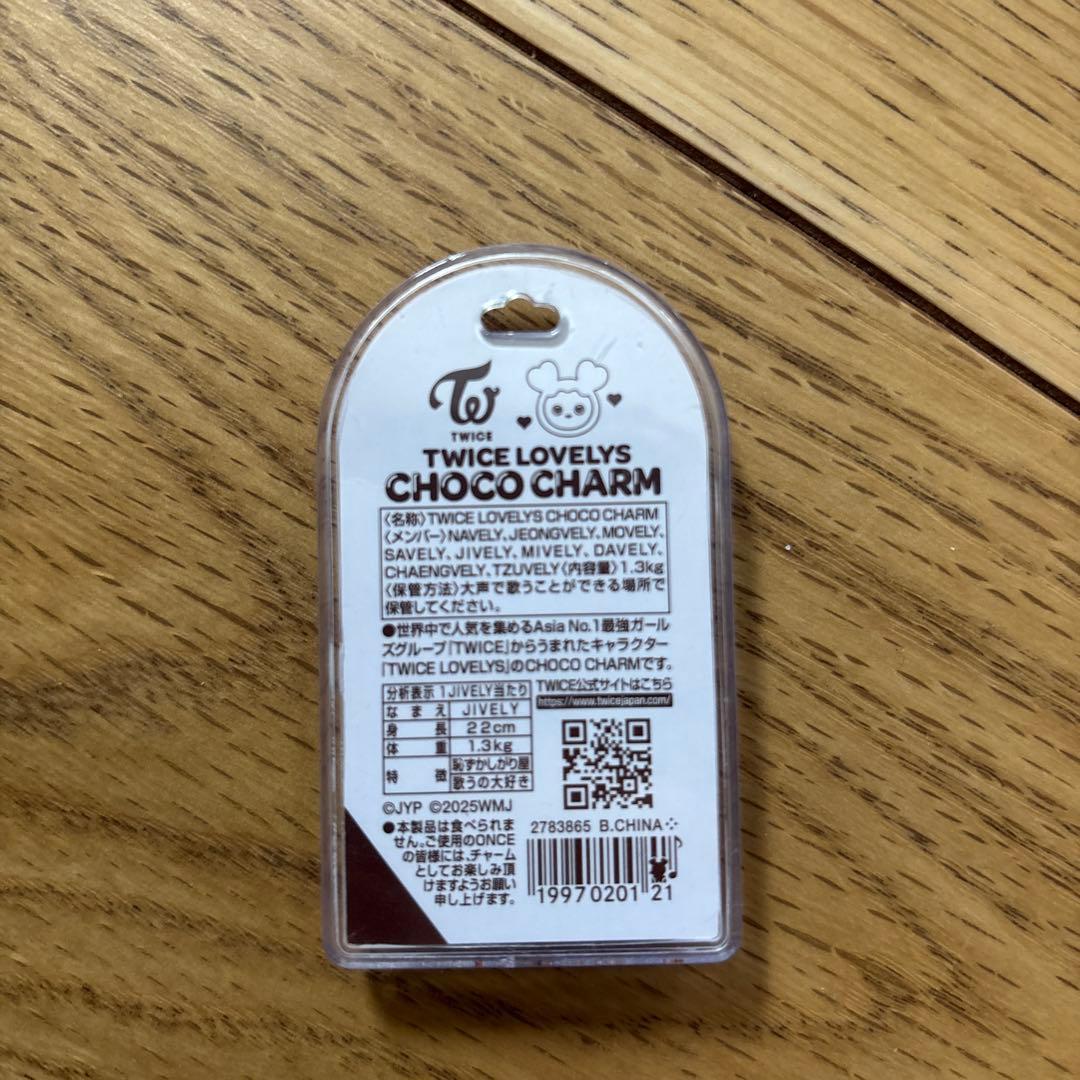 TWICE
TWICE LOVELYS
CHOCO CHARM
〈名称〉TWICE LOVELYS CHOCO CHARM
〈メンバー〉NAVELY、JEONGVELY、MOVELY、
SAVELY、JIVELY、MIVELY、DAVELY、
CHAENGVELY、TZUVELY〈内容量〉1.3kg
〈保管方法〉大声で歌うことができる場所で
保管してください。
●世界中で人気を集めるAsia No.1最強ガール
ズグループ「TWICE」からうまれたキャラクター
「TWICE LOVELYS」のCHOCO CHARMです。
分析表示 1JIVELY当たり
なまえ JIVELY
身長 22cm
体重 1.3kg
特徴 恥ずかしがり屋
歌うの大好き
TWICE公式サイトはこちら
https://www.twicejapan.com/
©JYP ©2025WMJ
●本製品は食べられま
せん。ご使用のONCE
の皆様には、チャーム
としてお楽しみ頂
けますようお願い
申し上げます。
2783865 B.CHINA
19970201 21